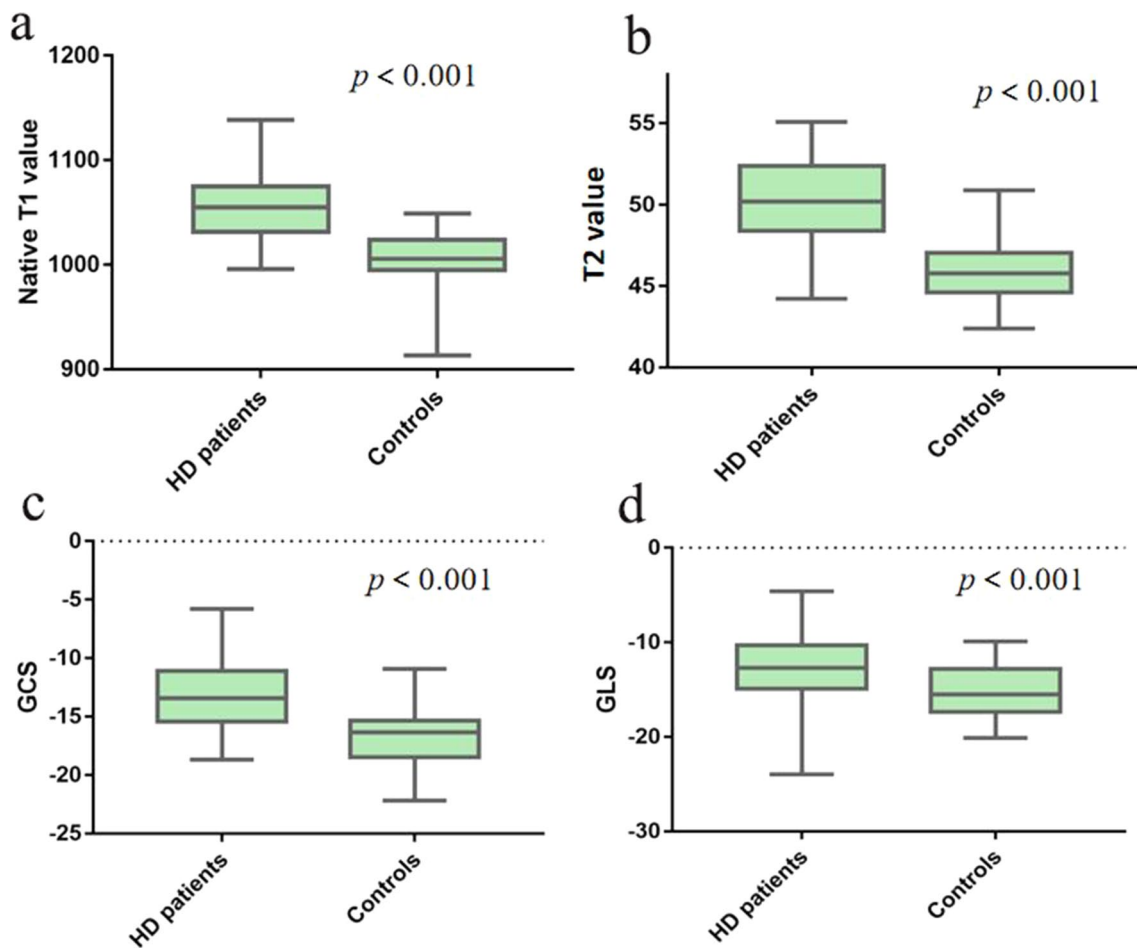 a
1200
1100
1000
900
Native T1 value
p < 0.001
HD patients
Controls
b
55
50
45
40
T2 value
p < 0.001
HD patients
Controls
c
0
-5
-10
-15
-20
-25
GCS
p < 0.001
HD patients
Controls
d
0
-10
-20
-30
GLS
p < 0.001
HD patients
Controls